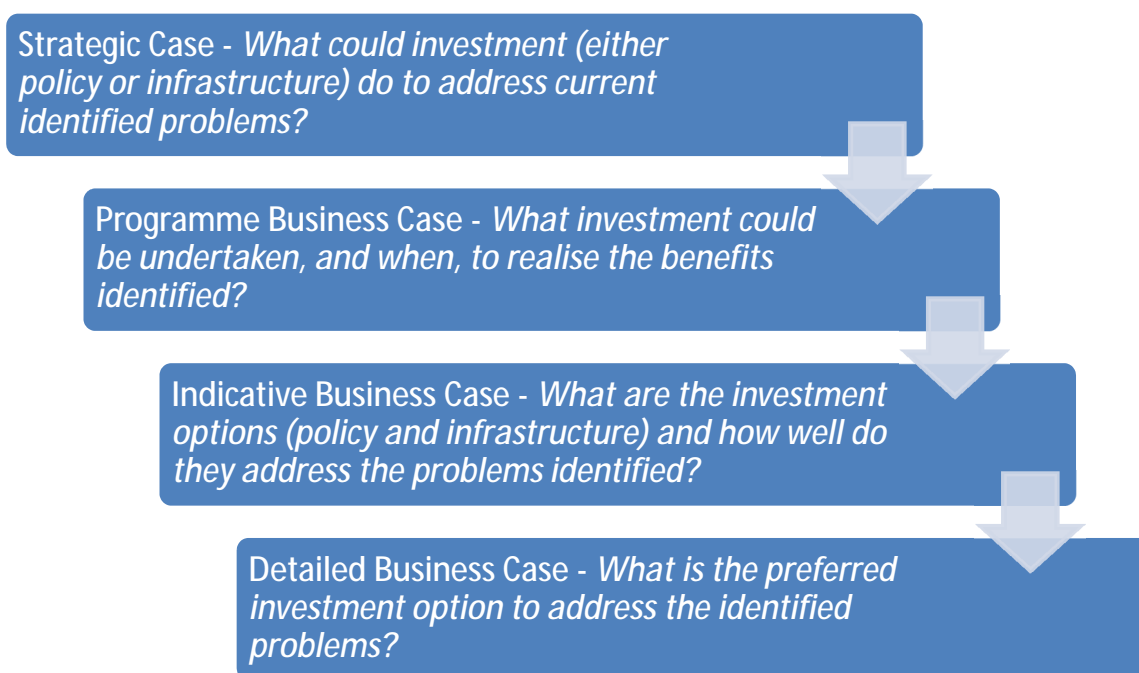 Strategic Case - What could investment (either
policy or infrastructure) do to address current
identified problems?
Programme Business Case - What investment could
be undertaken, and when, to realise the benefits
identified?
Indicative Business Case - What are the investment
options (policy and infrastructure) and how well do
they address the problems identified?
Detailed Business Case - What is the preferred
investment option to address the identified
problems?